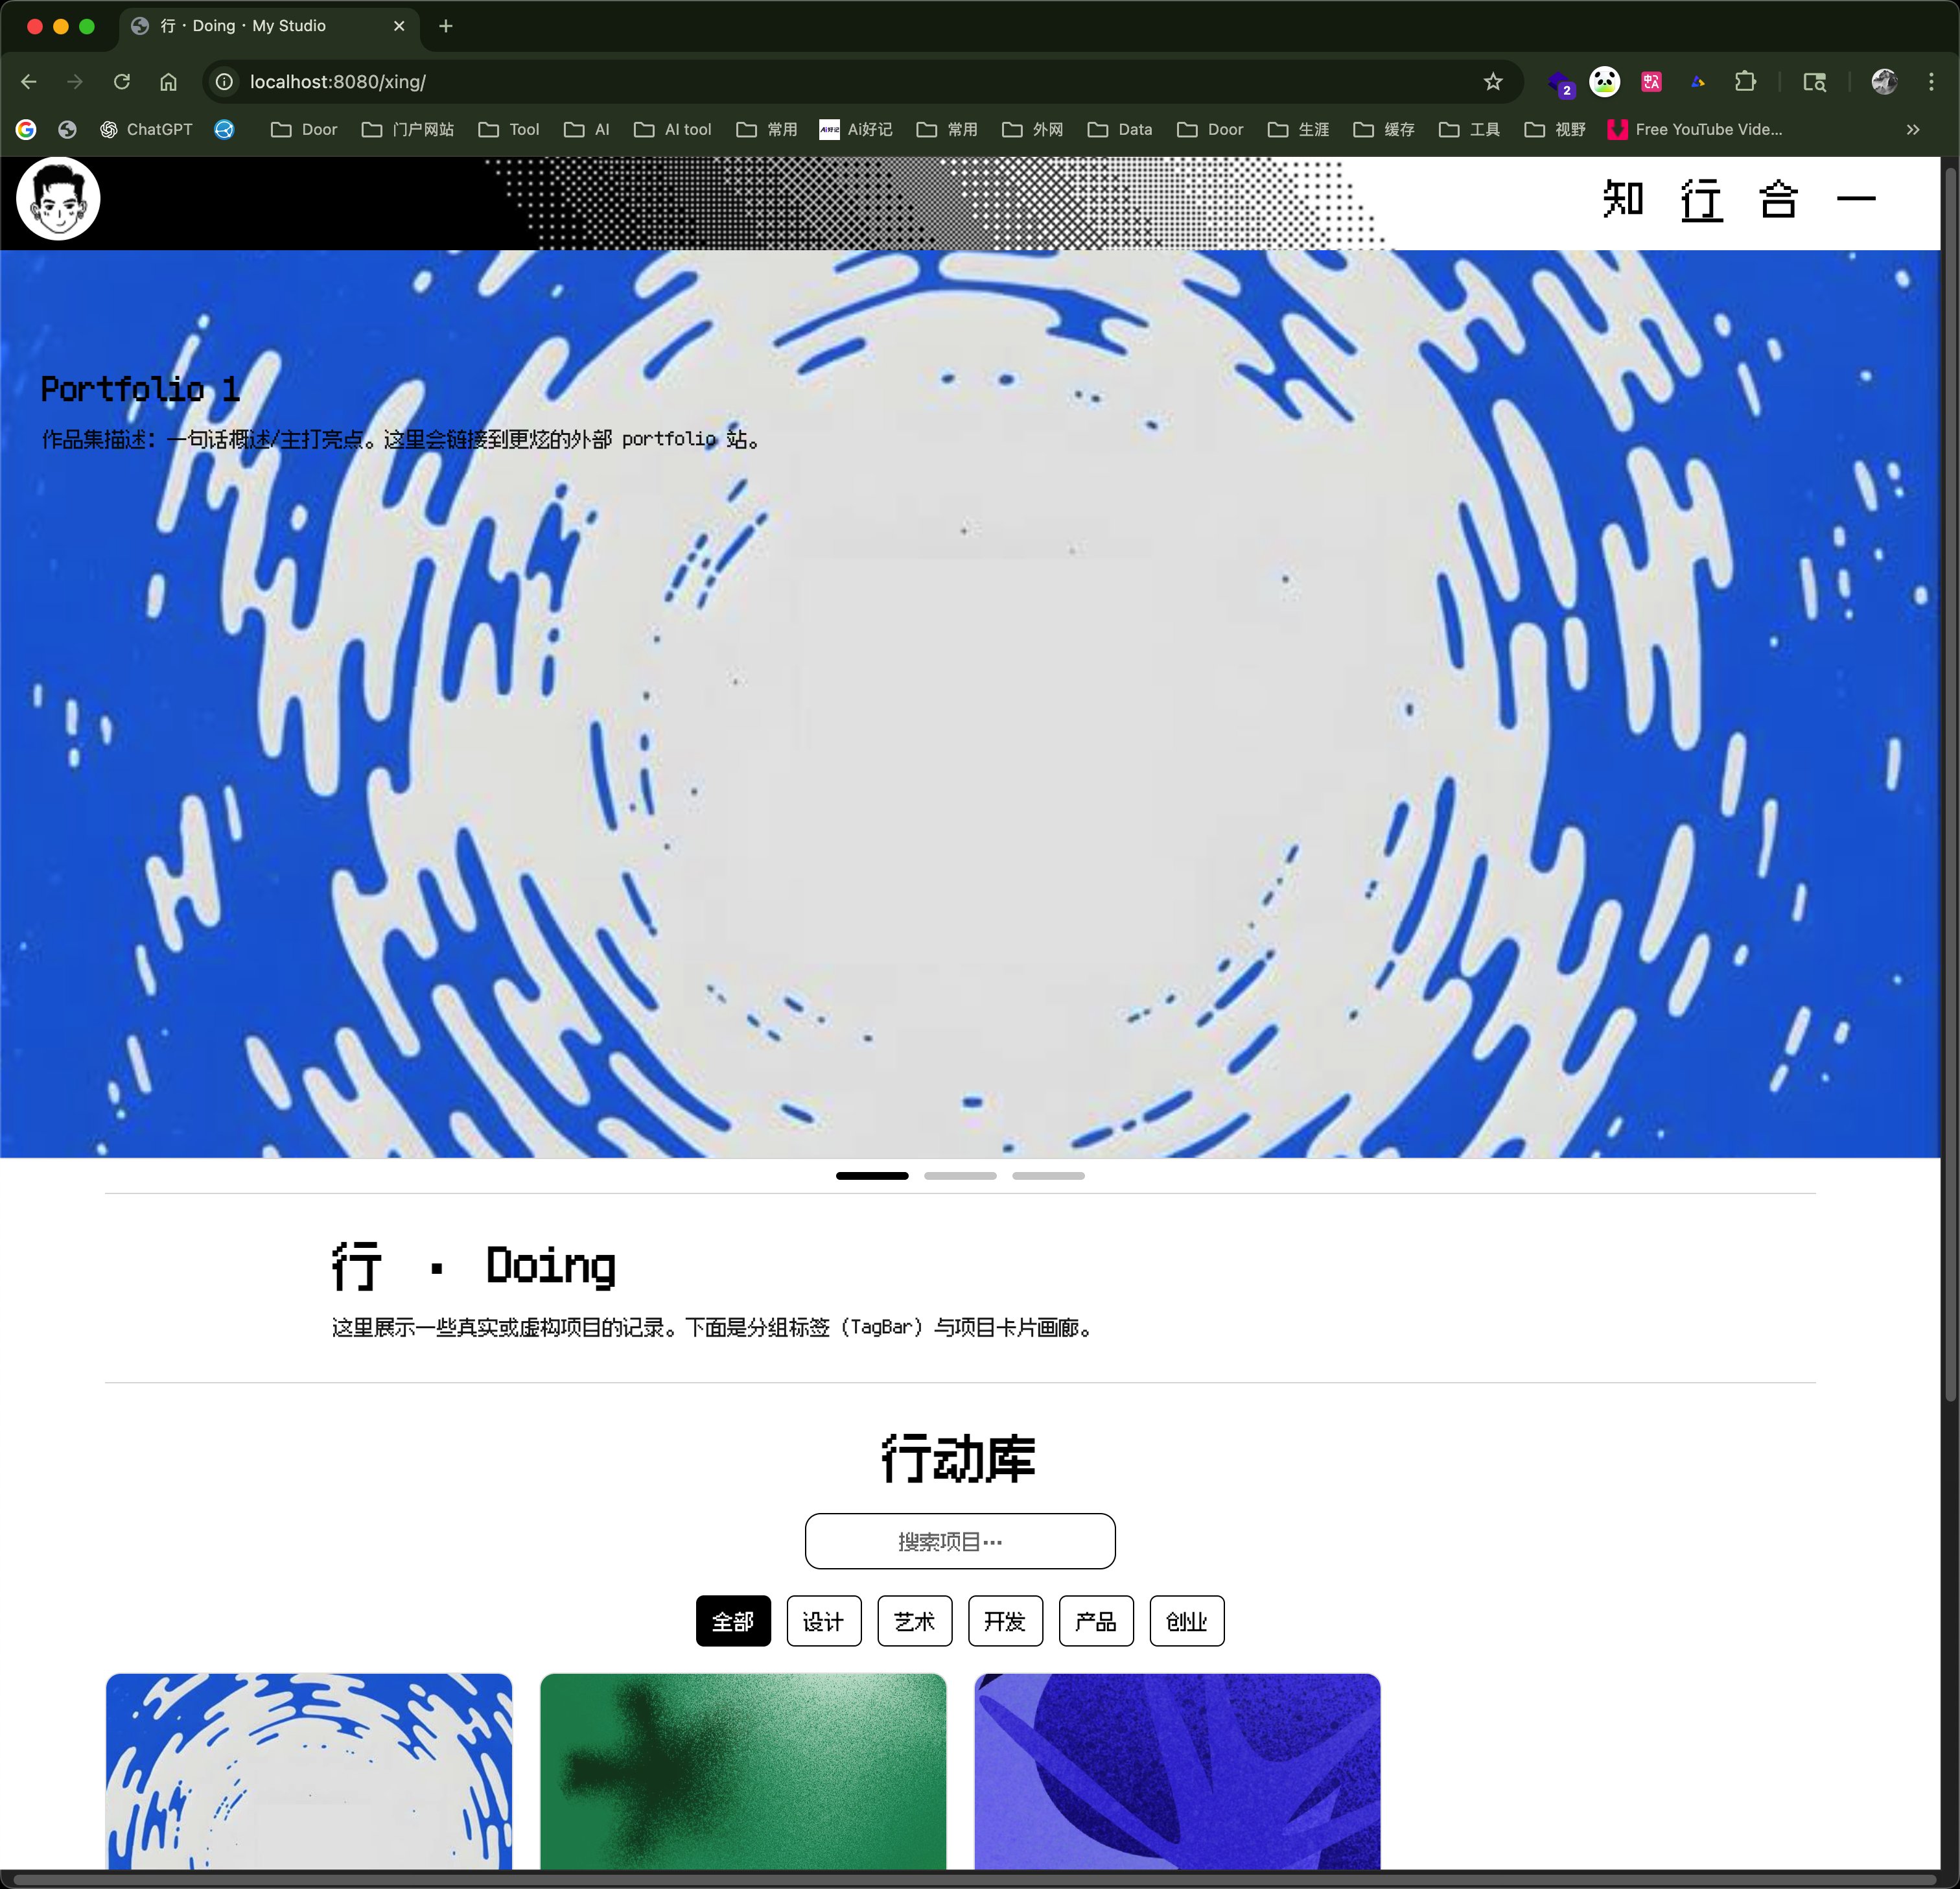 行 · Doing · My Studio
localhost:8080/xing/
2
ChatGPT Door 门户网站 Tool AI AI tool 常用 Ai好记 Ai好记 常用 外网 Data Door 生涯 缓存 工具 视野 Free YouTube Vide...
知 行 合 一
Portfolio 1
作品集描述：一句话概述/主打亮点。这里会链接到更炫的外部 portfolio 站。
行 · Doing
这里展示一些真实或虚构项目的记录。下面是分组标签（TagBar）与项目卡片画廊。
行动库
搜索项目…
全部 设计 艺术 开发 产品 创业